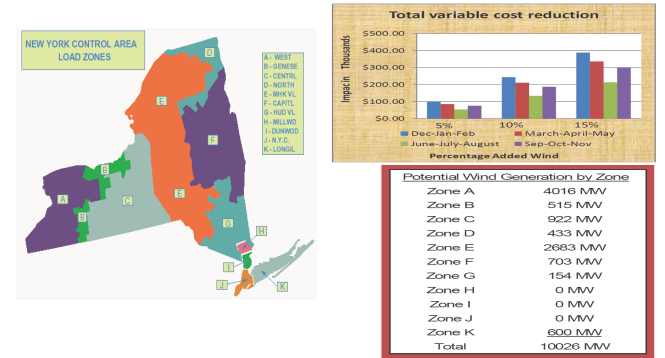 NEW YORK CONTROL AREA
LOAD ZONES
A - WEST
B - GENESE
C - CENTRL
D - NORTH
E - MHK VL
F - CAPITL
G - HUD VL
H - MILLWD
I - DUNWOD
J - N.Y.C.
K - LONGIL
D
E
F
B
A
C
E
B
G
H
I
J
K
Total variable cost reduction
Impac in Thousands
$500.00
$400.00
$300.00
$200.00
$100.00
$0.00
5% 10% 15%
Dec-Jan-Feb March-April-May
June-July-August Sep-Oct-Nov
Percentage Added Wind
Potential Wind Generation by Zone
Zone A 4016 MW
Zone B 515 MW
Zone C 922 MW
Zone D 433 MW
Zone E 2683 MW
Zone F 703 MW
Zone G 154 MW
Zone H 0 MW
Zone I 0 MW
Zone J 0 MW
Zone K 600 MW
Total 10026 MW